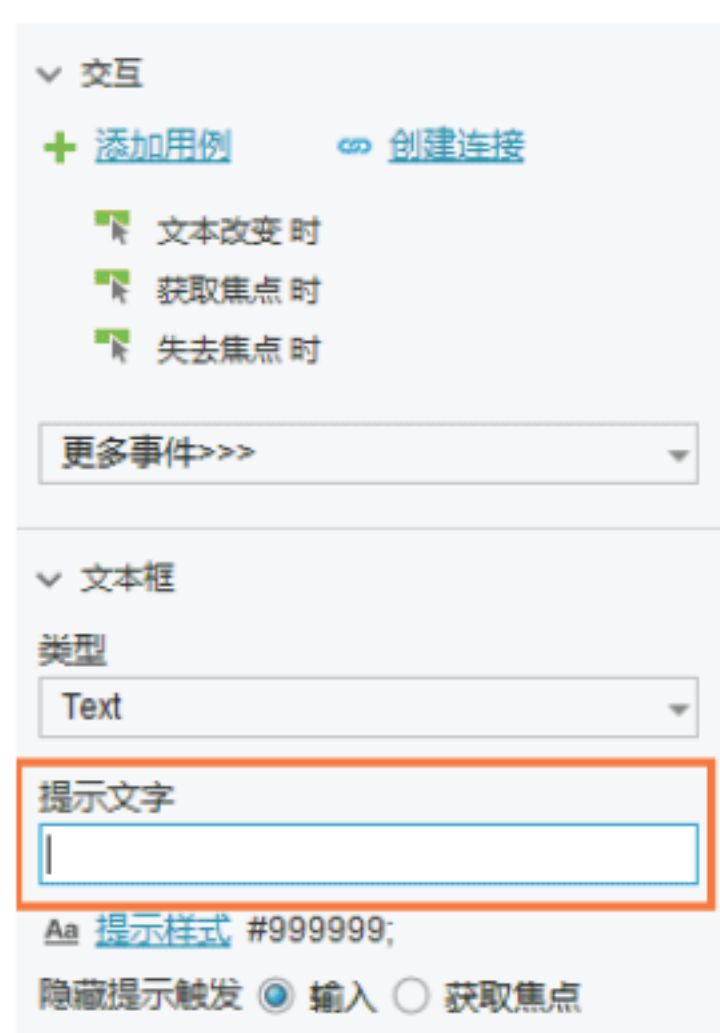 交互
添加用例 创建连接
文本改变 时
获取焦点 时
失去焦点 时
更多事件>>>
文本框
类型
Text
提示文字
Aa 提示样式 #999999;
隐藏提示触发 输入 获取焦点